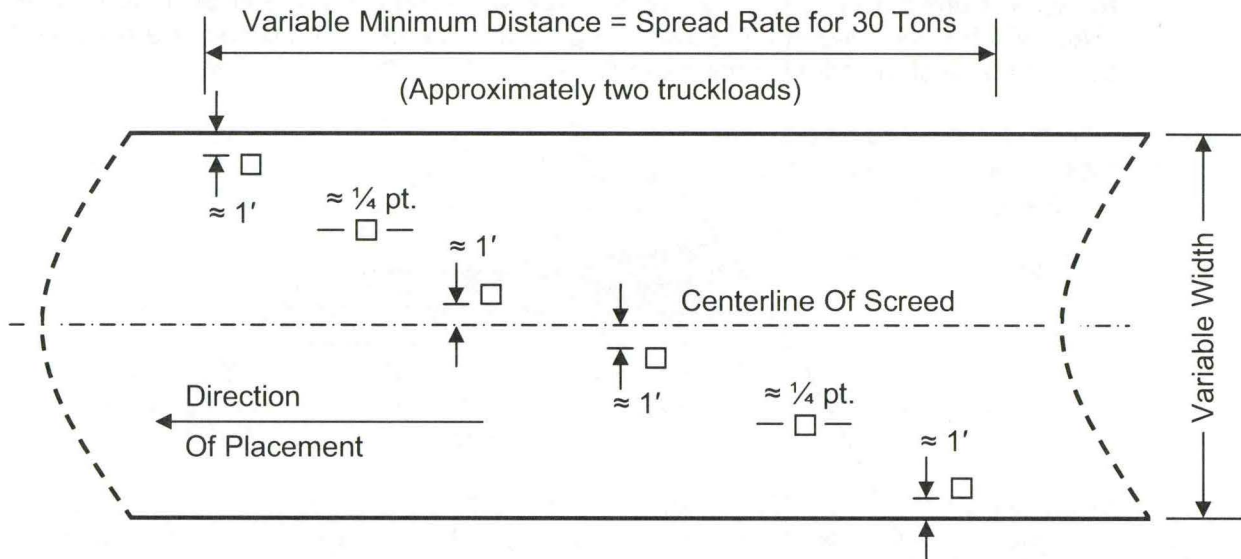 Variable Minimum Distance = Spread Rate for 30 Tons
(Approximately two truckloads)
≈ 1′
≈ ¼ pt.
≈ 1′
Centerline Of Screed
≈ 1′
≈ ¼ pt.
≈ 1′
Direction
Of Placement
Variable Width